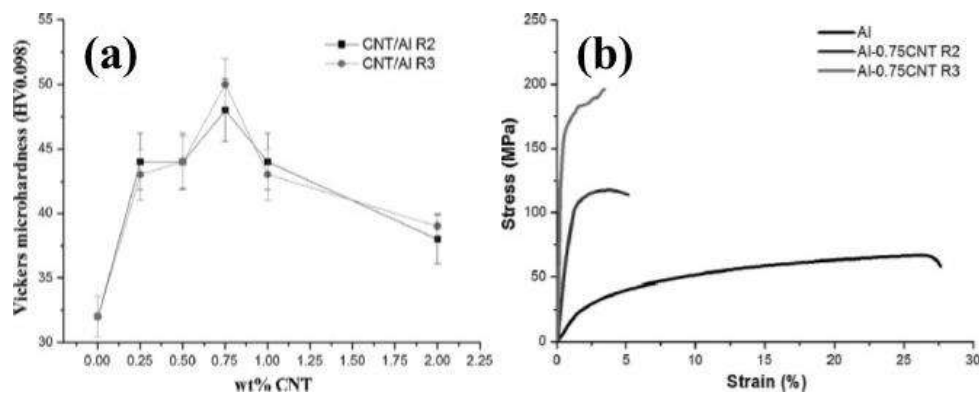 (a)
CNT/Al R2
CNT/Al R3
Vickers microhardness (HV0.098)
55
50
45
40
35
30
0.00 0.25 0.50 0.75 1.00 1.25 1.50 1.75 2.00 2.25
wt% CNT
(b)
Al
Al-0.75CNT R2
Al-0.75CNT R3
Stress (MPa)
250
200
150
100
50
0
0 5 10 15 20 25 30
Strain (%)